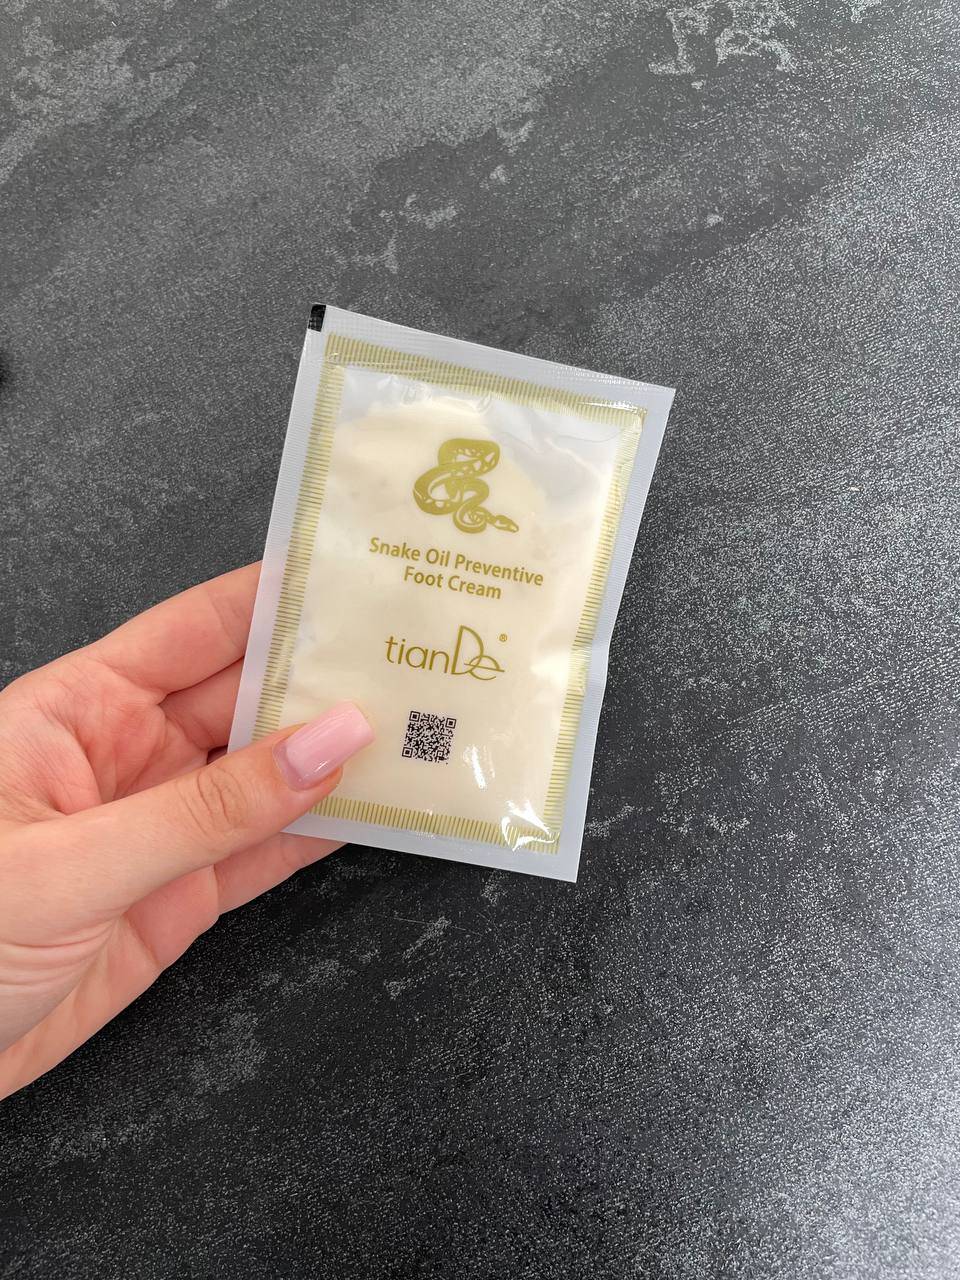 Snake Oil Preventive
Foot Cream
tianDe®